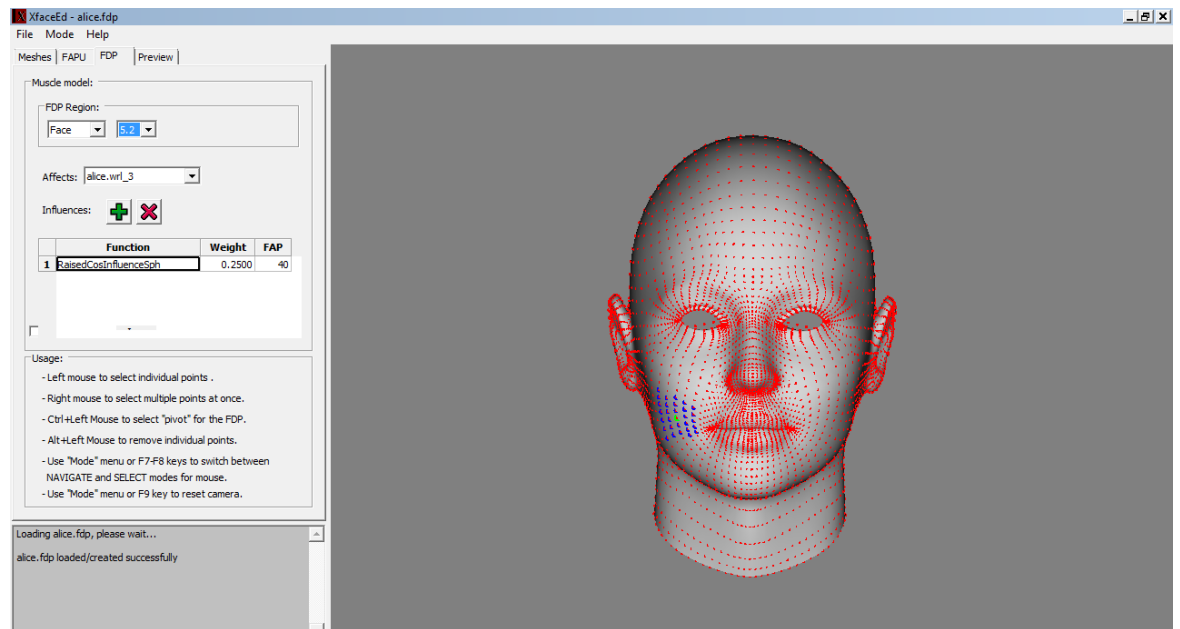 XfaceEd - alice.fdp
File Mode Help
Meshes FAPU FDP Preview
Muscle model:
FDP Region:
Face 5.2
Affects: alice.wrl_3
Influences:
Function Weight FAP
1 RaisedCosInfluenceSph 0.2500 40
Usage:
- Left mouse to select individual points .
- Right mouse to select multiple points at once.
- Ctrl+Left Mouse to select "pivot" for the FDP.
- Alt+Left Mouse to remove individual points.
- Use "Mode" menu or F7-F8 keys to switch between
NAVIGATE and SELECT modes for mouse.
- Use "Mode" menu or F9 key to reset camera.
Loading alice.fdp, please wait...
alice.fdp loaded/created successfully